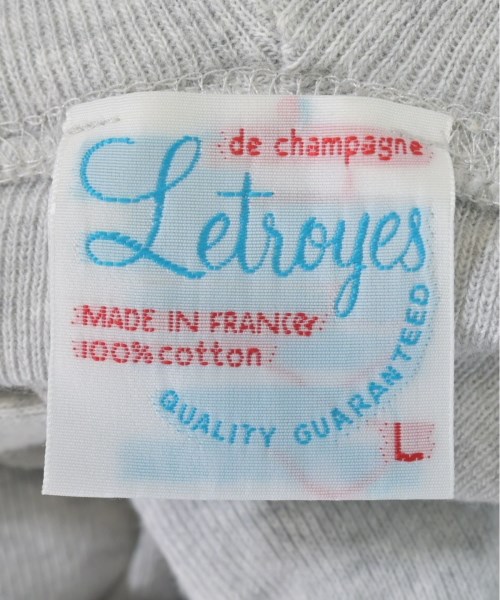 de champagne
Letroyes
MADE IN FRANCE
100% cotton
QUALITY GUARANTEED
L